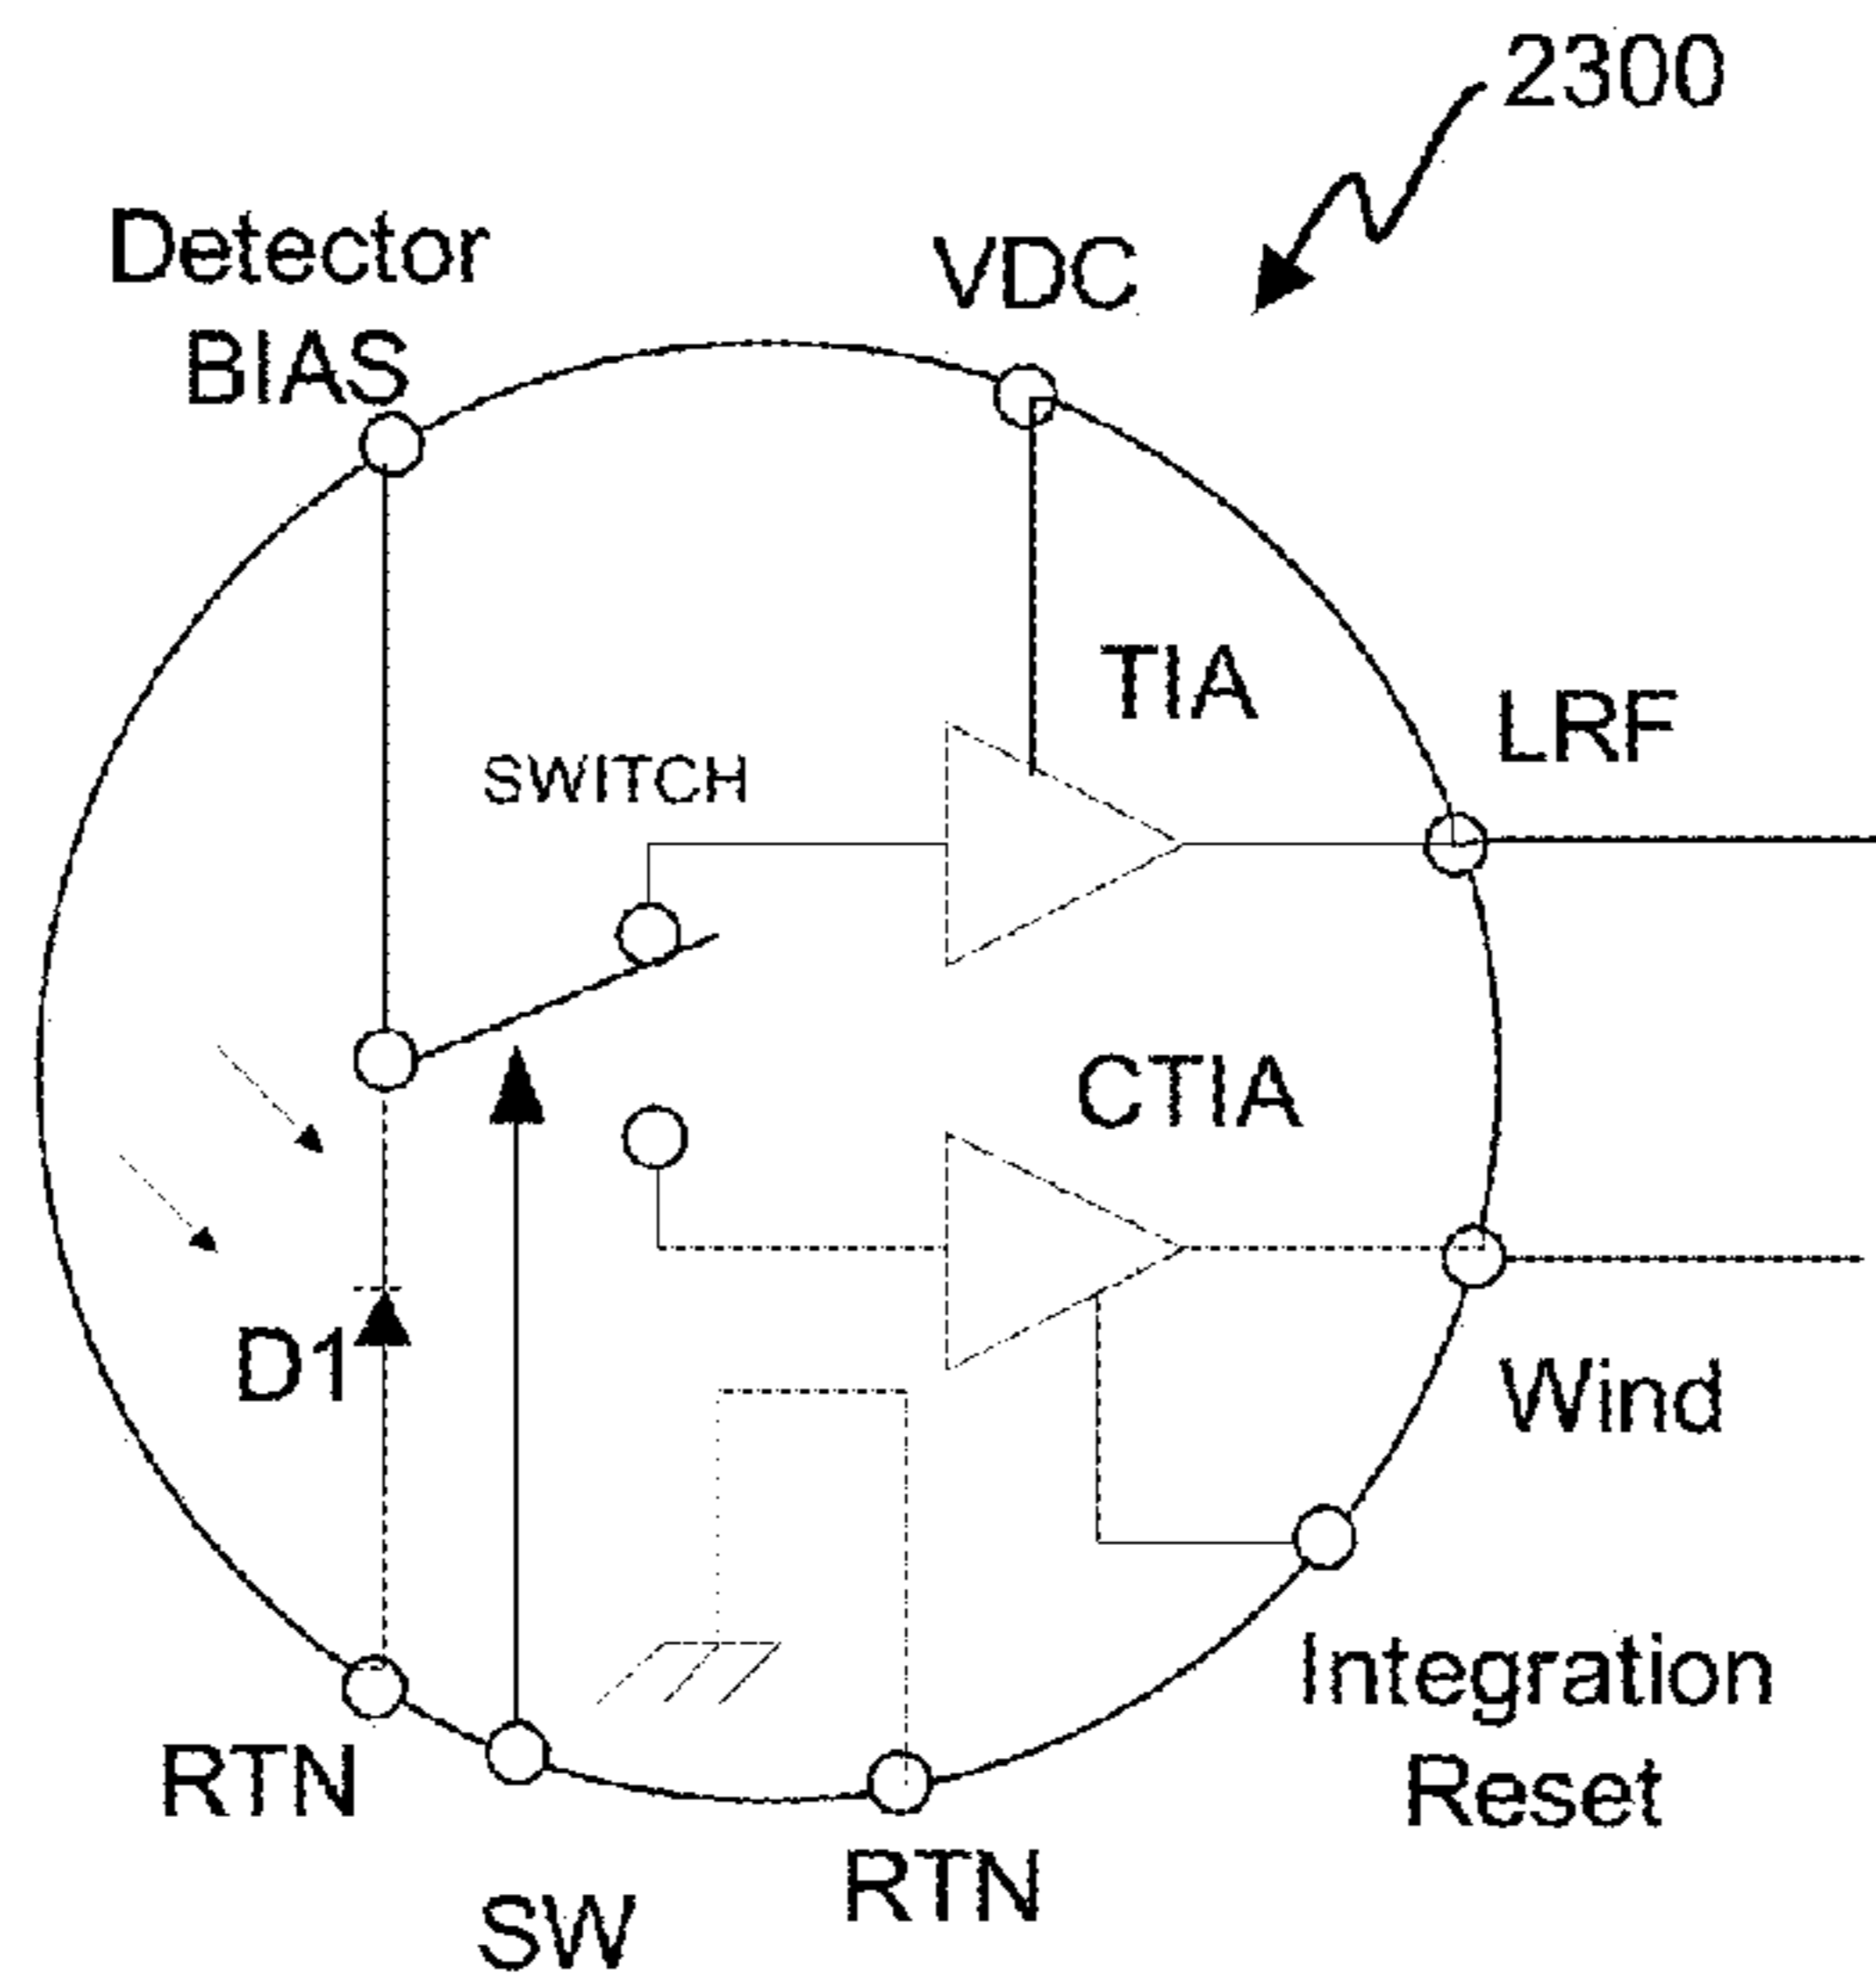 2300
Detector
BIAS
VDC
TIA
LRF
SWITCH
CTIA
D1
Wind
Integration
Reset
RTN
RTN
SW